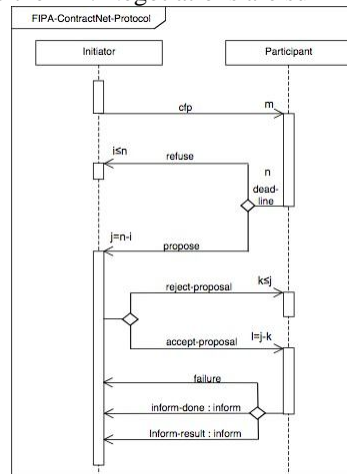 FIPA-ContractNet-Protocol
Initiator
Participant
cfp
m
i≤n
refuse
n
dead-
line
j=n-i
propose
reject-proposal
k≤j
accept-proposal
l=j-k
failure
inform-done : inform
Inform-result : inform